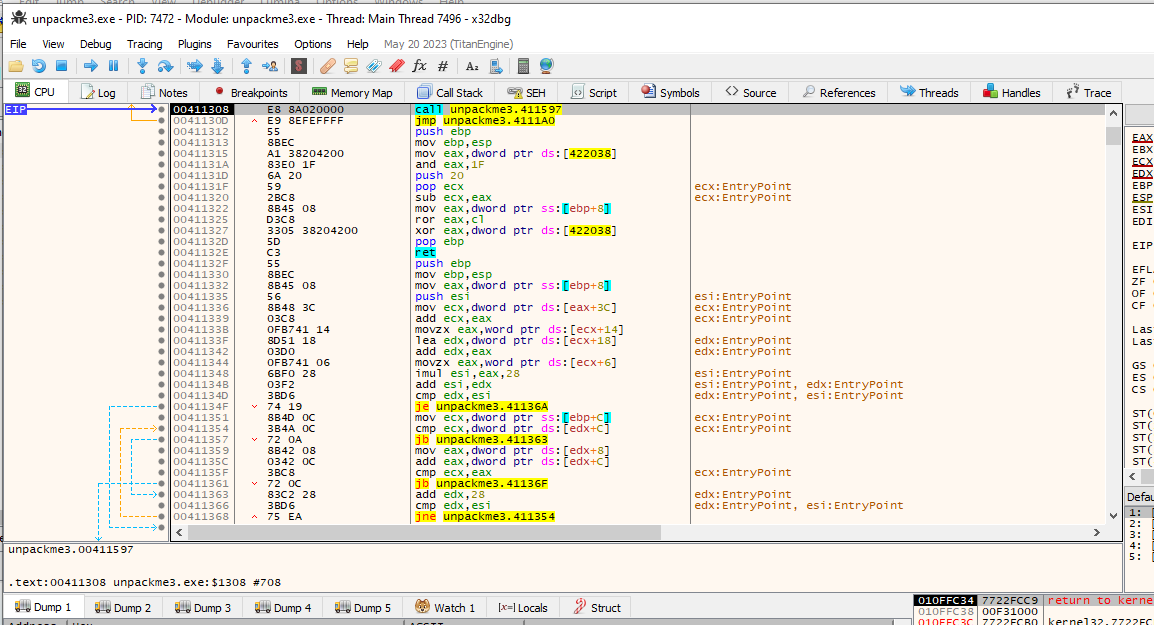 unpackme3.exe - PID: 7472 - Module: unpackme3.exe - Thread: Main Thread 7496 - x32dbg
File View Debug Tracing Plugins Favourites Options Help May 20 2023 (TitanEngine)
CPU Log Notes Breakpoints Memory Map Call Stack SEH Script Symbols Source References Threads Handles Trace
EIP 00411308 E8 8A020000 call unpackme3.411597
0041130D E9 8EFEFFFF jmp unpackme3.4111A0
00411312 55 push ebp
00411313 8BEC mov ebp,esp
00411315 A1 38204200 mov eax,dword ptr ds:[422038]
0041131A 83E0 1F and eax,1F
0041131D 6A 20 push 20
0041131F 59 pop ecx ecx:EntryPoint
00411320 2BC8 sub ecx,eax ecx:EntryPoint
00411322 8B45 08 mov eax,dword ptr ss:[ebp+8]
00411325 D3C8 ror eax,cl
00411327 3305 38204200 xor eax,dword ptr ds:[422038]
0041132D 5D pop ebp
0041132E C3 ret
0041132F 55 push ebp
00411330 8BEC mov ebp,esp
00411332 8B45 08 mov eax,dword ptr ss:[ebp+8]
00411335 56 push esi esi:EntryPoint
00411336 8B48 3C mov ecx,dword ptr ds:[eax+3C] ecx:EntryPoint
00411339 03C8 add ecx,eax ecx:EntryPoint
0041133B 0FB741 14 movzx eax,word ptr ds:[ecx+14]
0041133F 8D51 18 lea edx,dword ptr ds:[ecx+18] edx:EntryPoint
00411342 03D0 add edx,eax edx:EntryPoint
00411344 0FB741 06 movzx eax,word ptr ds:[ecx+6]
00411348 6BF0 28 imul esi,eax,28 esi:EntryPoint
0041134B 03F2 add esi,edx esi:EntryPoint, edx:EntryPoint
0041134D 3BD6 cmp edx,esi edx:EntryPoint, esi:EntryPoint
0041134F 74 19 je unpackme3.41136A
00411351 8B4D 0C mov ecx,dword ptr ss:[ebp+C] ecx:EntryPoint
00411354 3B4A 0C cmp ecx,dword ptr ds:[edx+C] ecx:EntryPoint
00411357 72 0A jb unpackme3.411363
00411359 8B42 08 mov eax,dword ptr ds:[edx+8]
0041135C 0342 0C add eax,dword ptr ds:[edx+C]
0041135F 3BC8 cmp ecx,eax ecx:EntryPoint
00411361 72 0C jb unpackme3.41136F
00411363 83C2 28 add edx,28 edx:EntryPoint
00411366 3BD6 cmp edx,esi edx:EntryPoint, esi:EntryPoint
00411368 75 EA jne unpackme3.411354
EAX
EBX
ECX
EDX
EBP
ESP
ESI
EDI
EIP
EFL
ZF
OF
CF
Las
Las
GS
ES
CS
ST(
ST(
ST(
ST(
Defau
1: [
2: [
3: [
4: [
5: [
unpackme3.00411597
.text:00411308 unpackme3.exe:$1308 #708
Dump 1 Dump 2 Dump 3 Dump 4 Dump 5 Watch 1 [x=] Locals Struct
010FFC34 7722FCC9 return to kerne
010FFC38 00F31000
010FFC3C 7722FCB0 kernel32.7722FC